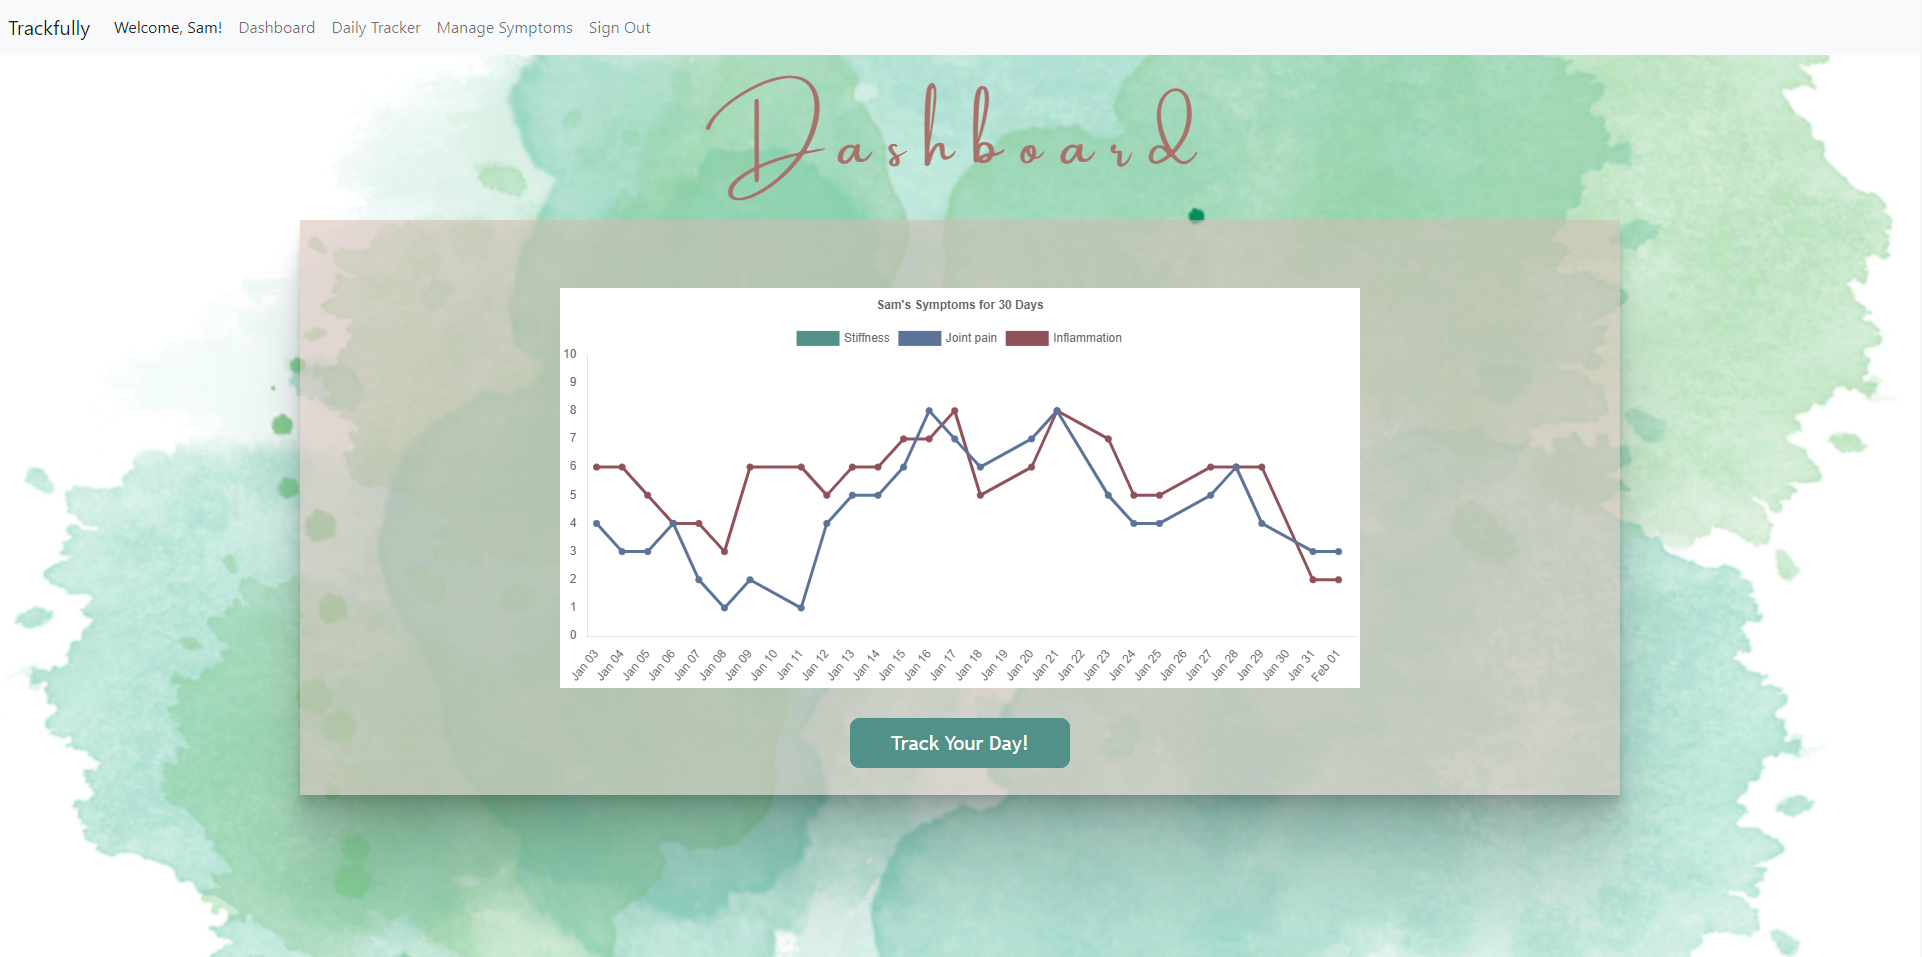 Trackfully Welcome, Sam! Dashboard Daily Tracker Manage Symptoms Sign Out
Dashboard
Sam's Symptoms for 30 Days
Stiffness Joint pain Inflammation
10
9
8
7
6
5
4
3
2
1
0
Jan 03 Jan 04 Jan 05 Jan 06 Jan 07 Jan 08 Jan 09 Jan 10 Jan 11 Jan 12 Jan 13 Jan 14 Jan 15 Jan 16 Jan 17 Jan 18 Jan 19 Jan 20 Jan 21 Jan 22 Jan 23 Jan 24 Jan 25 Jan 26 Jan 27 Jan 28 Jan 29 Jan 30 Jan 31 Feb 01
Track Your Day!